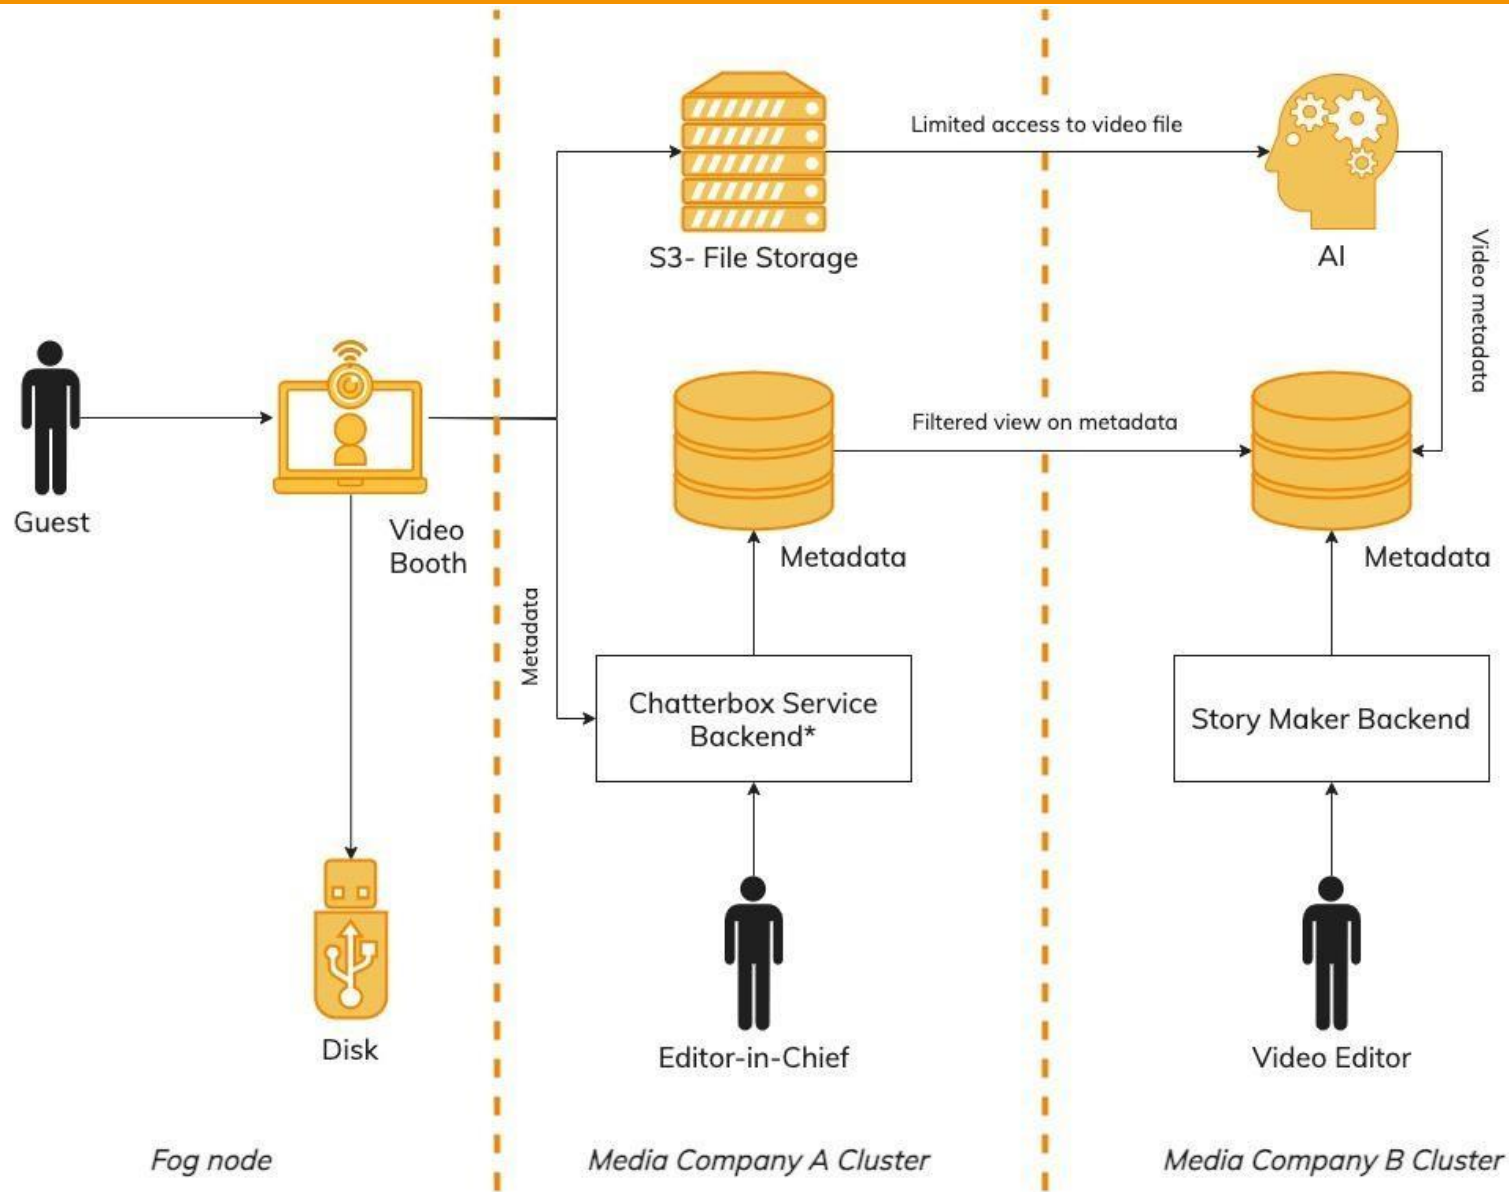 Limited access to video file
S3- File Storage
AI
Video metadata
Guest
Video
Booth
Filtered view on metadata
Metadata
Metadata
Metadata
Chatterbox Service
Backend*
Story Maker Backend
Disk
Editor-in-Chief
Video Editor
Fog node
Media Company A Cluster
Media Company B Cluster